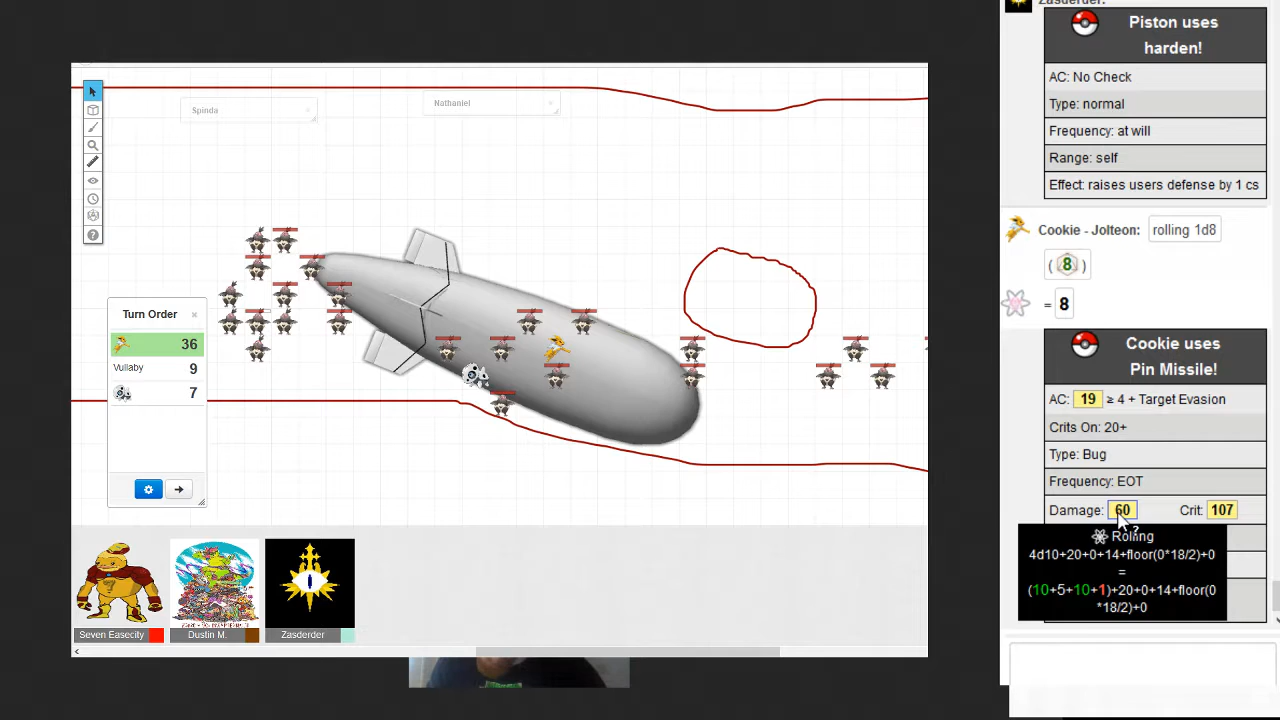 Zasderder:
Piston uses
harden!
AC: No Check
Type: normal
Frequency: at will
Range: self
Effect: raises users defense by 1 cs
Cookie - Jolteon: rolling 1d8
( 8 )
= 8
Cookie uses
Pin Missile!
AC: 19 ≥ 4 + Target Evasion
Crits On: 20+
Type: Bug
Frequency: EOT
Damage: 60 Crit: 107
Rolling
4d10+20+0+14+floor(0*18/2)+0
=
(10+5+10+1)+20+0+14+floor(0
*18/2)+0
Spinda
Nathaniel
Turn Order
36
Vullaby 9
7
Seven Easecity
Dustin M.
Zasderder